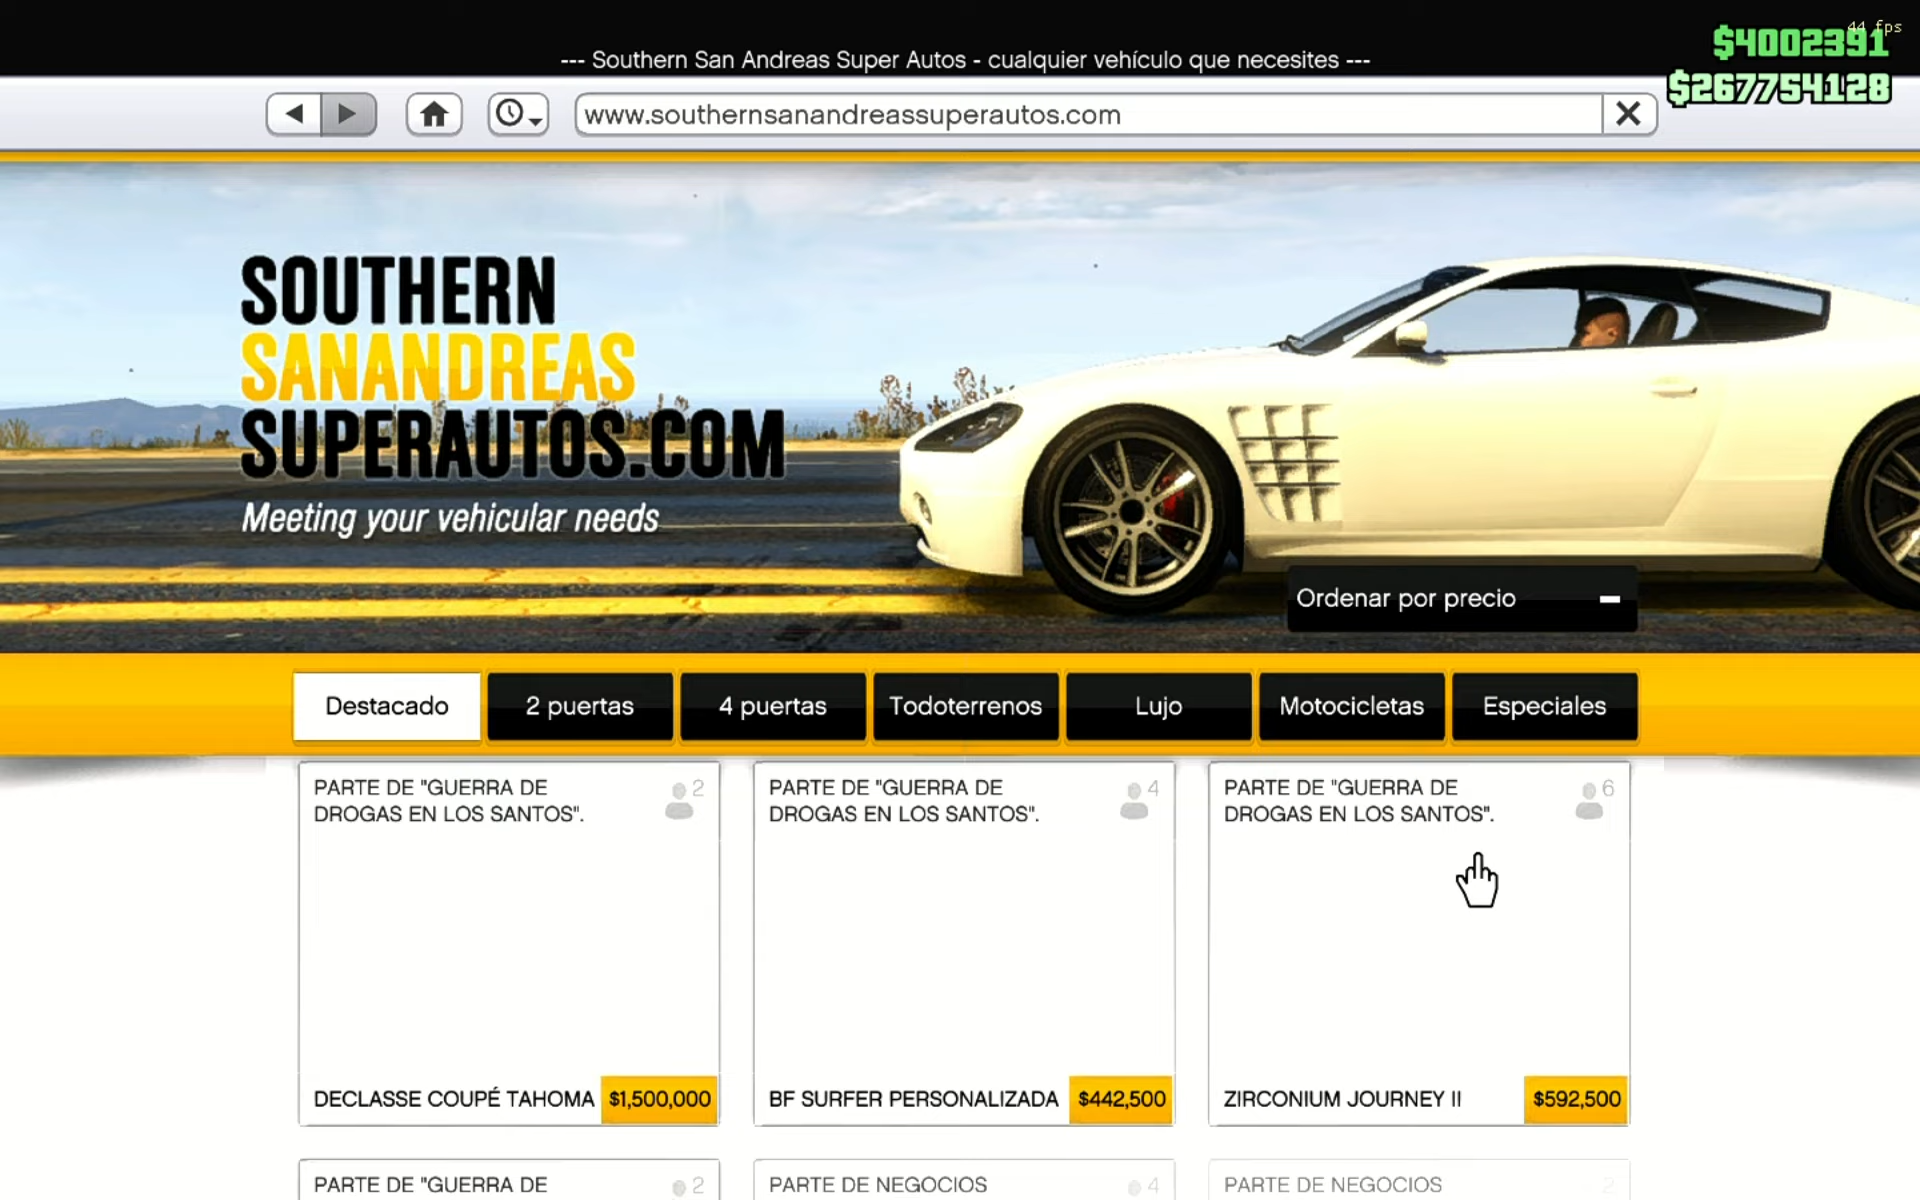 44 fps
$4002391
--- Southern San Andreas Super Autos - cualquier vehículo que necesites ---
$267754128
www.southernsanandreassuperautos.com
SOUTHERN
SANANDREAS
SUPERAUTOS.COM
Meeting your vehicular needs
Ordenar por precio
Destacado 2 puertas 4 puertas Todoterrenos Lujo Motocicletas Especiales
PARTE DE "GUERRA DE
DROGAS EN LOS SANTOS".
2
DECLASSE COUPÉ TAHOMA $1,500,000
PARTE DE "GUERRA DE
DROGAS EN LOS SANTOS".
4
BF SURFER PERSONALIZADA $442,500
PARTE DE "GUERRA DE
DROGAS EN LOS SANTOS".
6
ZIRCONIUM JOURNEY II $592,500
PARTE DE "GUERRA DE 2
PARTE DE NEGOCIOS 4
PARTE DE NEGOCIOS 2